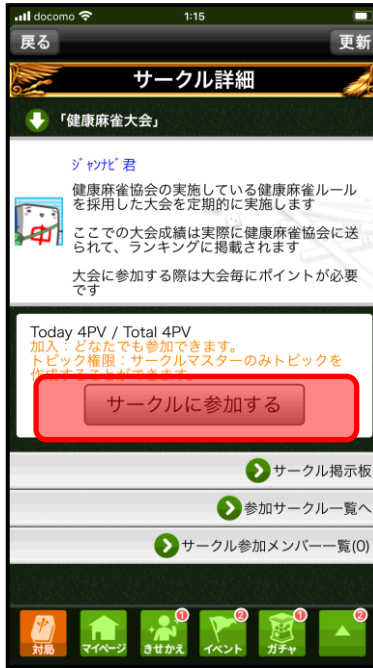 docomo 1:15
戻る 更新
サークル詳細
「健康麻雀大会」
ジャンナビ君
健康麻雀協会の実施している健康麻雀ルール
を採用した大会を定期的に実施します
ここでの大会成績は実際に健康麻雀協会に送
られて、ランキングに掲載されます
大会に参加する際は大会毎にポイントが必要
です
中
Today 4PV / Total 4PV
加入：どなたでも参加できます。
トピック権限：サークルマスターのみトピックを
作成することができます。
サークルに参加する
サークル掲示板
参加サークル一覧へ
サークル参加メンバー一覧(0)
1 2 1 2
対局 マイページ きせかえ イベント ガチャ